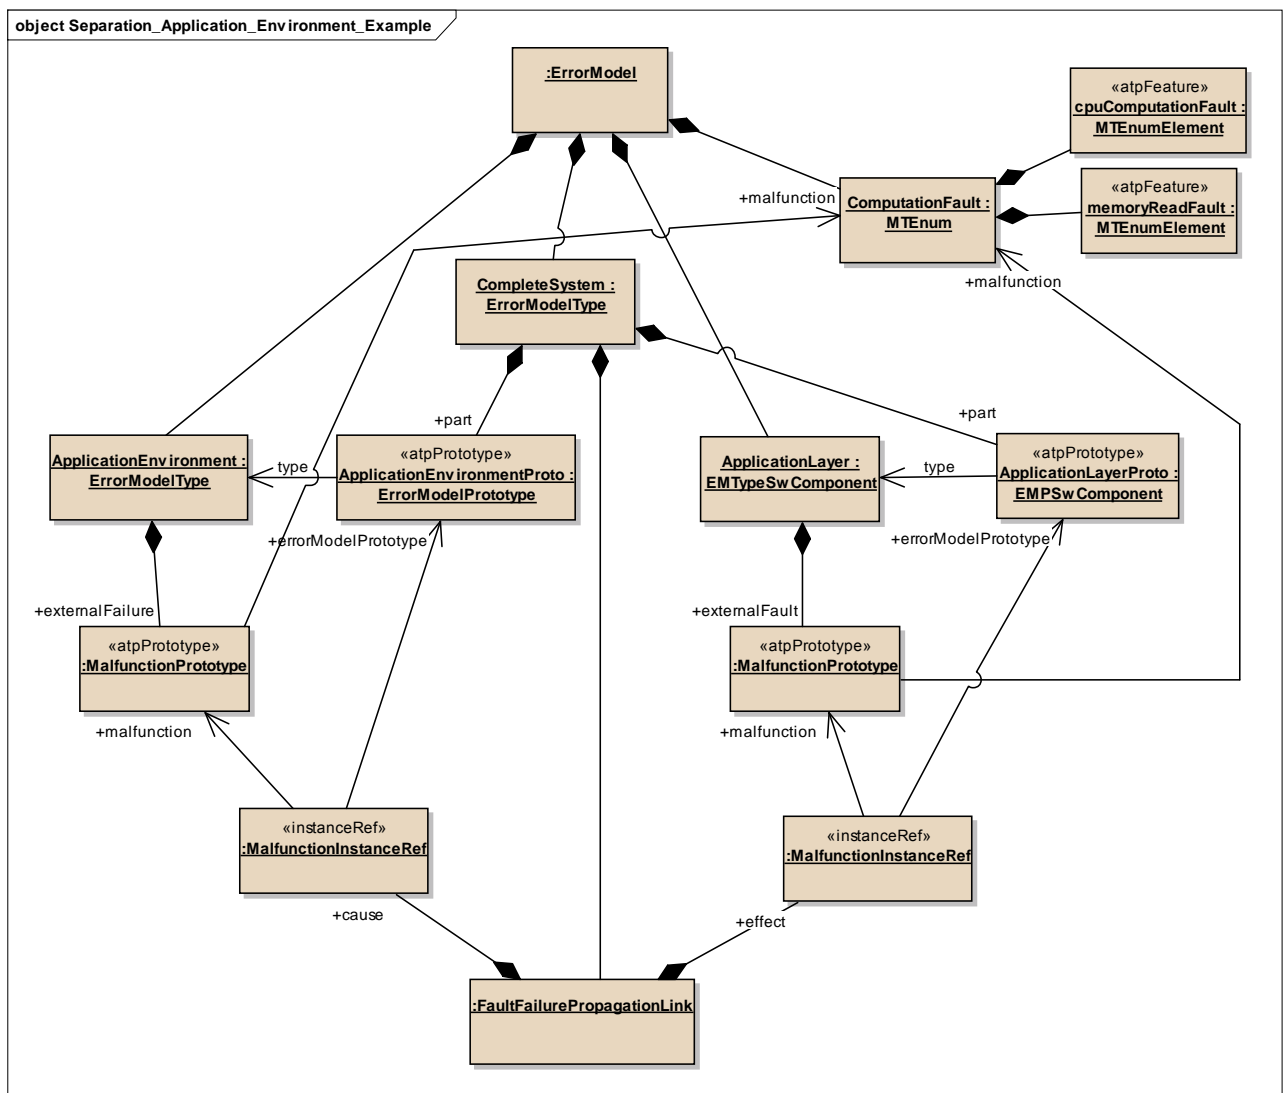 object Separation_Application_Environment_Example
:ErrorModel
«atpFeature»
cpuComputationFault :
MTEnumElement
«atpFeature»
memoryReadFault :
MTEnumElement
+malfunction
ComputationFault :
MTEnum
+malfunction
CompleteSystem :
ErrorModelType
+part
+part
ApplicationEnvironment :
ErrorModelType
type
«atpPrototype»
ApplicationEnvironmentProto :
ErrorModelPrototype
ApplicationLayer :
EMTypeSwComponent
type
«atpPrototype»
ApplicationLayerProto :
EMPSwComponent
+errorModelPrototype
+errorModelPrototype
+externalFailure
+externalFault
«atpPrototype»
:MalfunctionPrototype
«atpPrototype»
:MalfunctionPrototype
+malfunction
+malfunction
«instanceRef»
:MalfunctionInstanceRef
«instanceRef»
:MalfunctionInstanceRef
+cause
+effect
:FaultFailurePropagationLink